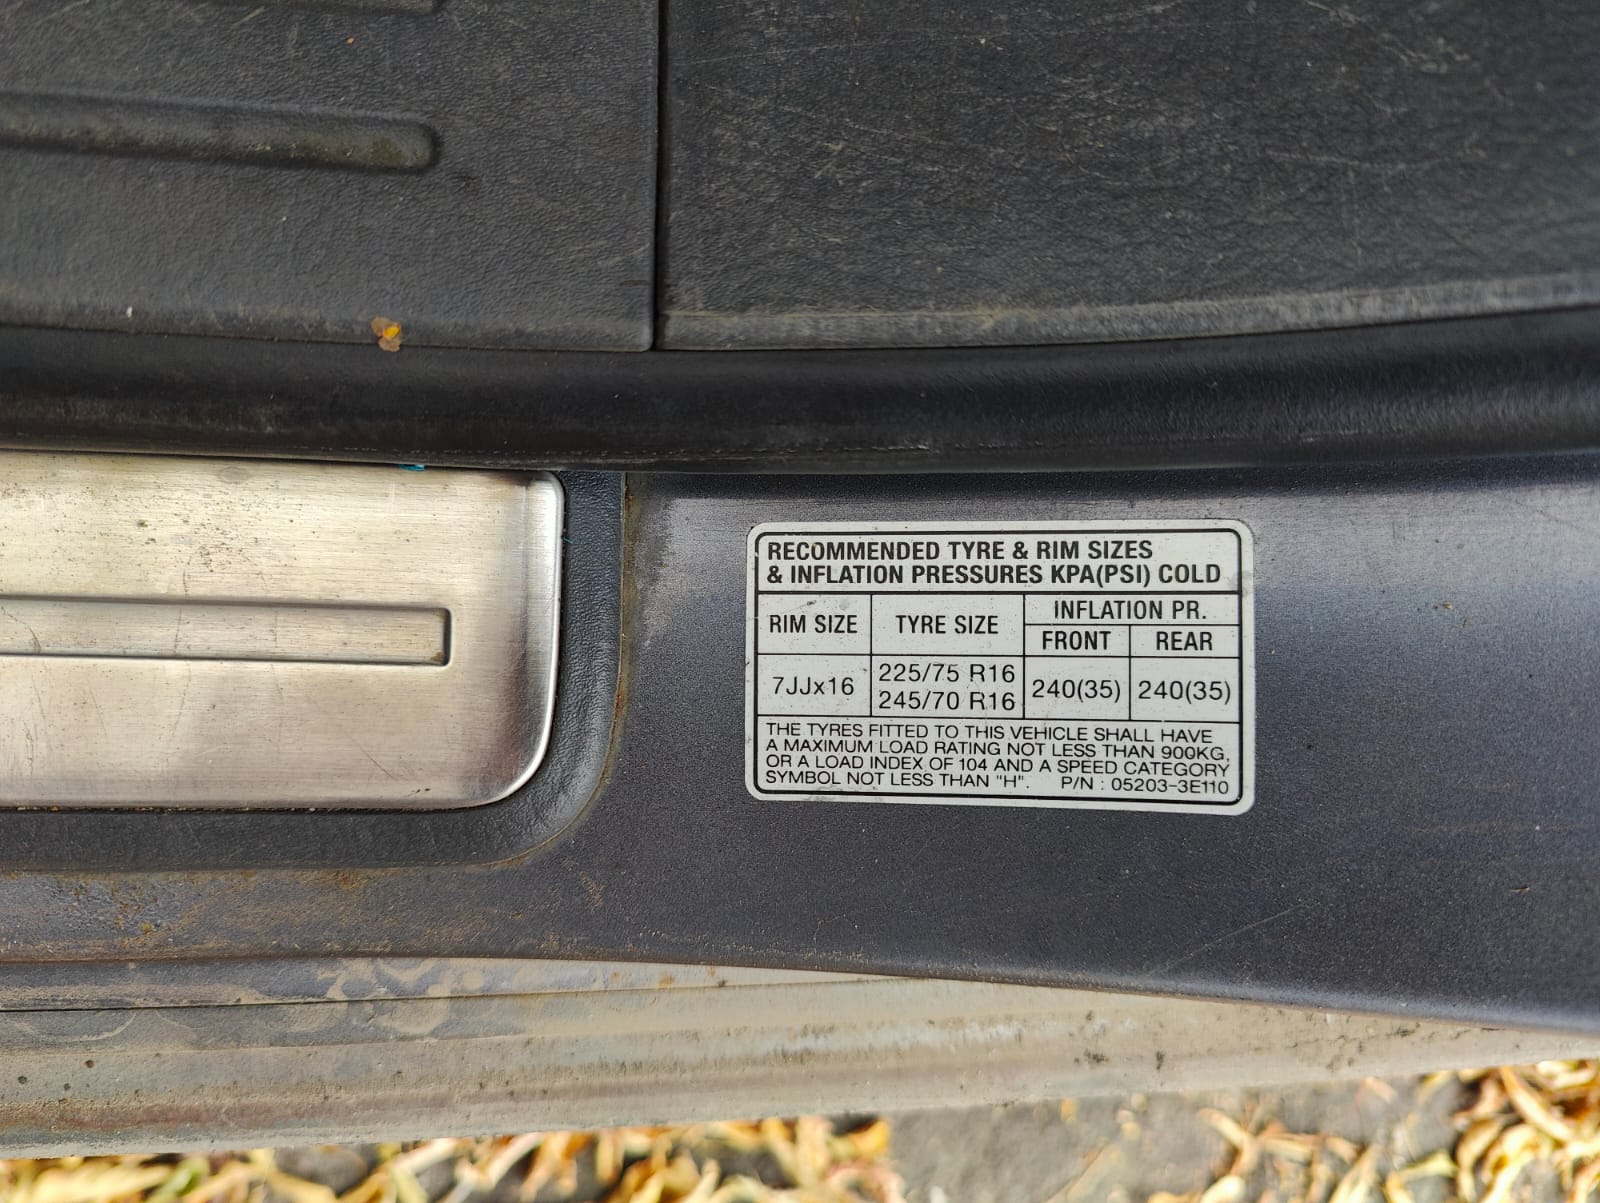 RECOMMENDED TYRE & RIM SIZES
& INFLATION PRESSURES KPA(PSI) COLD
RIM SIZE TYRE SIZE INFLATION PR.
FRONT REAR
7JJx16 225/75 R16 240(35) 240(35)
245/70 R16
THE TYRES FITTED TO THIS VEHICLE SHALL HAVE
A MAXIMUM LOAD RATING NOT LESS THAN 900KG,
OR A LOAD INDEX OF 104 AND A SPEED CATEGORY
SYMBOL NOT LESS THAN "H". P/N : 05203-3E110